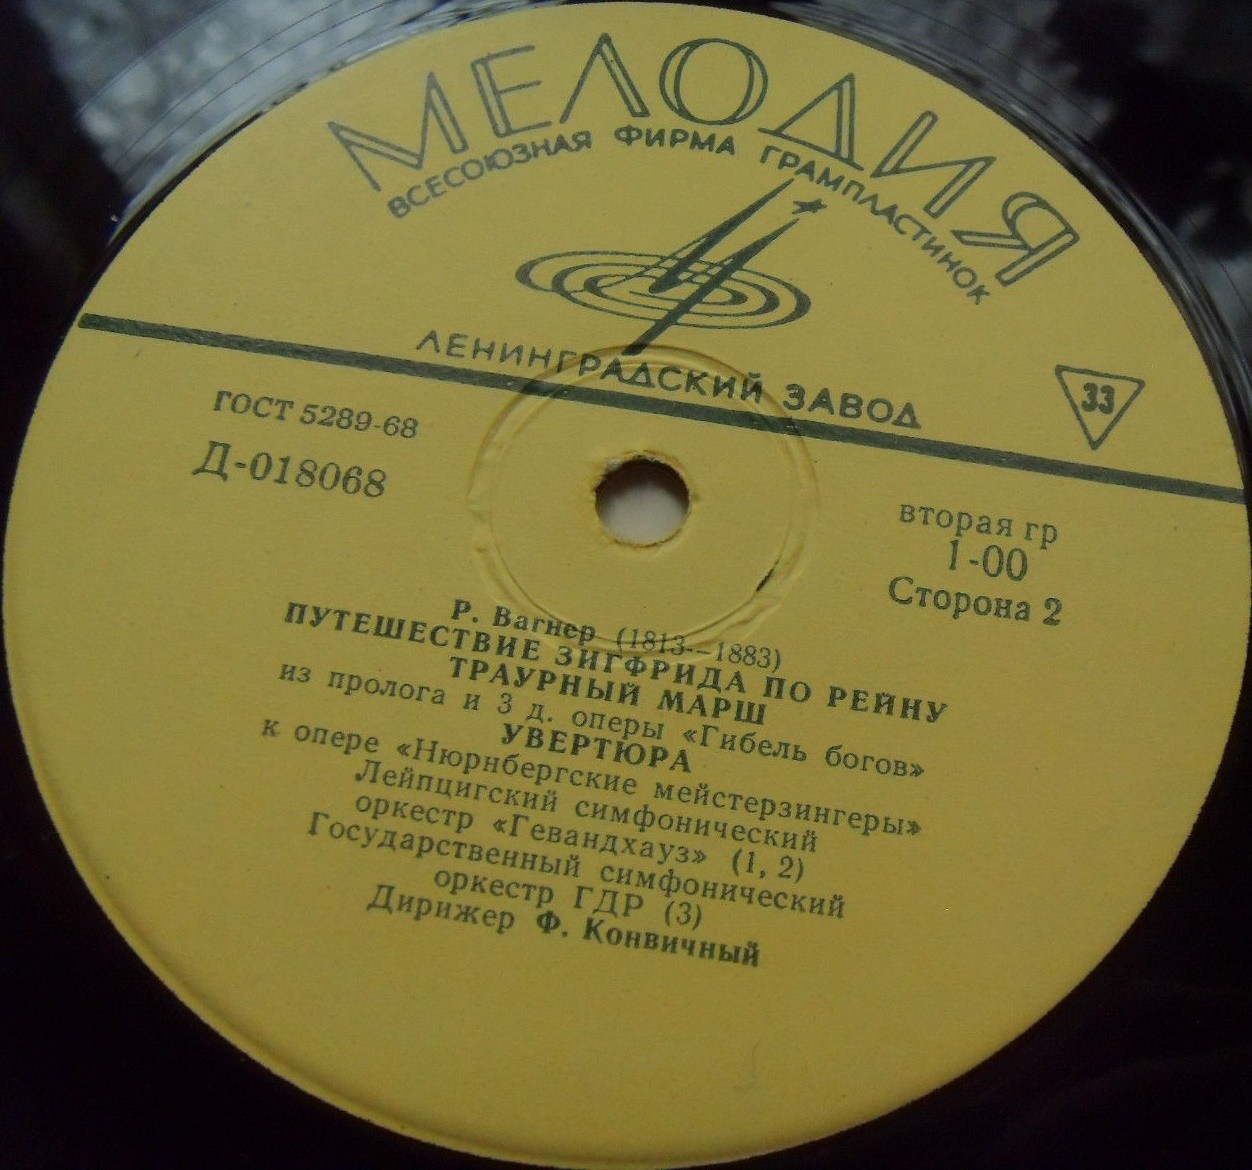 МЕЛОДИЯ
ВСЕСОЮЗНАЯ ФИРМА ГРАМПЛАСТИНОК
ЛЕНИНГРАДСКИЙ ЗАВОД
33
ГОСТ 5289-68
Д-018068
вторая гр
1-00
Сторона 2
Р. Вагнер (1813--1883)
ПУТЕШЕСТВИЕ ЗИГФРИДА ПО РЕЙНУ
ТРАУРНЫЙ МАРШ
из пролога и 3 д. оперы «Гибель богов»
УВЕРТЮРА
к опере «Нюрнбергские мейстерзингеры»
Лейпцигский симфонический
оркестр «Гевандхауз» (1, 2)
Государственный симфонический
оркестр ГДР (3)
Дирижер Ф. Конвичный